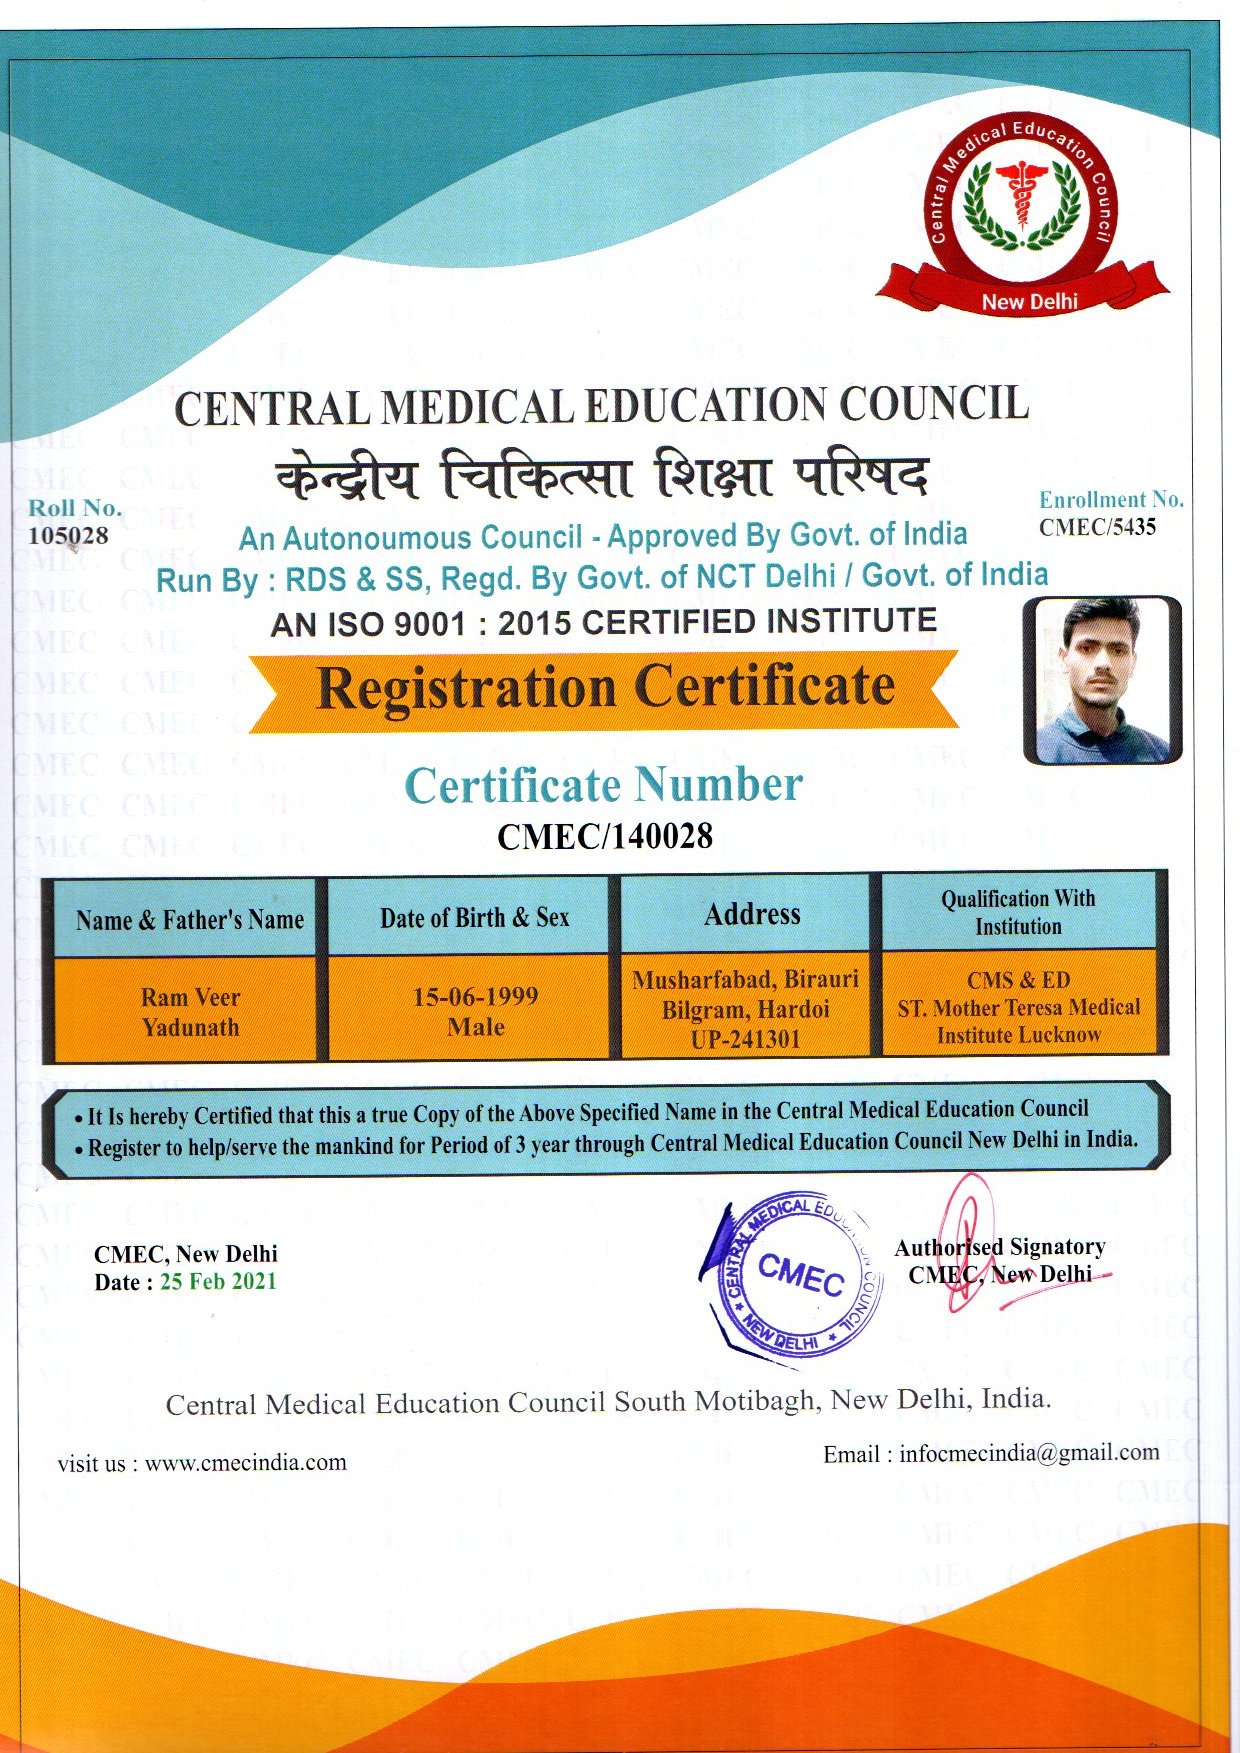 Central Medical Education Council
New Delhi
CENTRAL MEDICAL EDUCATION COUNCIL
केन्द्रीय चिकित्सा शिक्षा परिषद
Roll No.
105028
Enrollment No.
CMEC/5435
An Autonoumous Council - Approved By Govt. of India
Run By : RDS & SS, Regd. By Govt. of NCT Delhi / Govt. of India
AN ISO 9001 : 2015 CERTIFIED INSTITUTE
Registration Certificate
Certificate Number
CMEC/140028
Name & Father's Name
Date of Birth & Sex
Address
Qualification With
Institution
Ram Veer
Yadunath
15-06-1999
Male
Musharfabad, Birauri
Bilgram, Hardoi
UP-241301
CMS & ED
ST. Mother Teresa Medical
Institute Lucknow
• It Is hereby Certified that this a true Copy of the Above Specified Name in the Central Medical Education Council
• Register to help/serve the mankind for Period of 3 year through Central Medical Education Council New Delhi in India.
CMEC, New Delhi
Date : 25 Feb 2021
CENTRAL MEDICAL EDUCATION COUNCIL
CMEC
★ NEW DELHI ★
Authorised Signatory
CMEC, New Delhi
Central Medical Education Council South Motibagh, New Delhi, India.
visit us : www.cmecindia.com
Email : infocmecindia@gmail.com